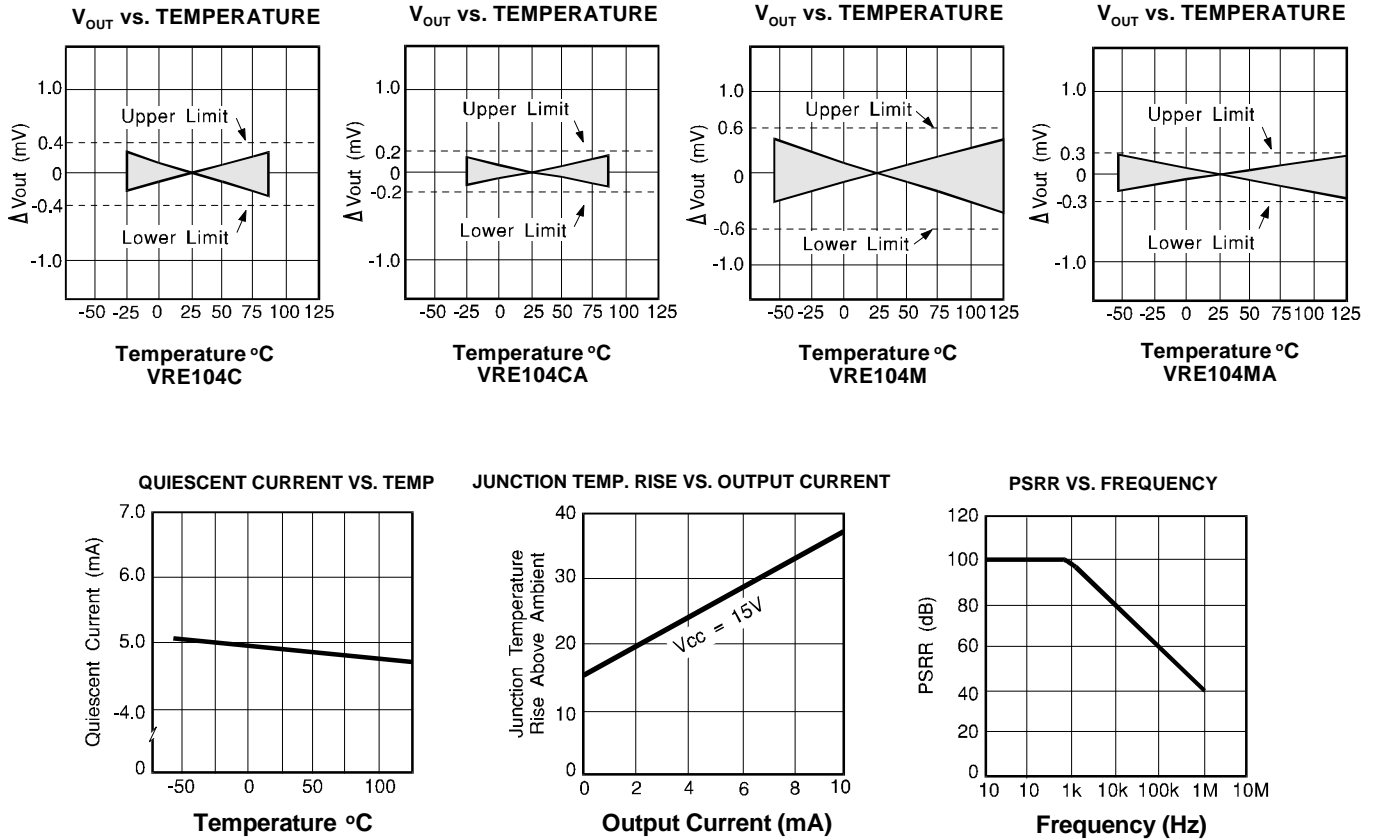 V_OUT vs. TEMPERATURE
Δ Vout (mV)
1.0
0.4
0
-0.4
-1.0
Upper Limit
Lower Limit
-50 -25 0 25 50 75 100 125
Temperature °C
VRE104C
V_OUT vs. TEMPERATURE
Δ Vout (mV)
1.0
0.2
0
-0.2
-1.0
Upper Limit
Lower Limit
-50 -25 0 25 50 75 100 125
Temperature °C
VRE104CA
V_OUT vs. TEMPERATURE
Δ Vout (mV)
1.0
0.6
0
-0.6
-1.0
Upper Limit
Lower Limit
-50 -25 0 25 50 75 100 125
Temperature °C
VRE104M
V_OUT vs. TEMPERATURE
Δ Vout (mV)
1.0
0.3
0
-0.3
-1.0
Upper Limit
Lower Limit
-50 -25 0 25 50 75 100 125
Temperature °C
VRE104MA
QUIESCENT CURRENT VS. TEMP
Quiescent Current (mA)
7.0
6.0
5.0
-4.0
0
-50 0 50 100
Temperature °C
JUNCTION TEMP. RISE VS. OUTPUT CURRENT
Junction Temperature
Rise Above Ambient
40
30
20
10
0
Vcc = 15V
0 2 4 6 8 10
Output Current (mA)
PSRR VS. FREQUENCY
PSRR (dB)
120
100
80
60
40
20
0
10 10 1k 10k 100k 1M 10M
Frequency (Hz)